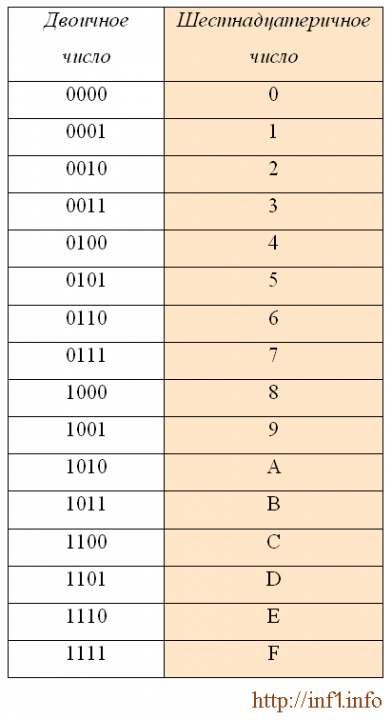 Двоичное число Шестнадцатеричное число
0000 0
0001 1
0010 2
0011 3
0100 4
0101 5
0110 6
0111 7
1000 8
1001 9
1010 A
1011 B
1100 C
1101 D
1110 E
1111 F
http://inf1.info